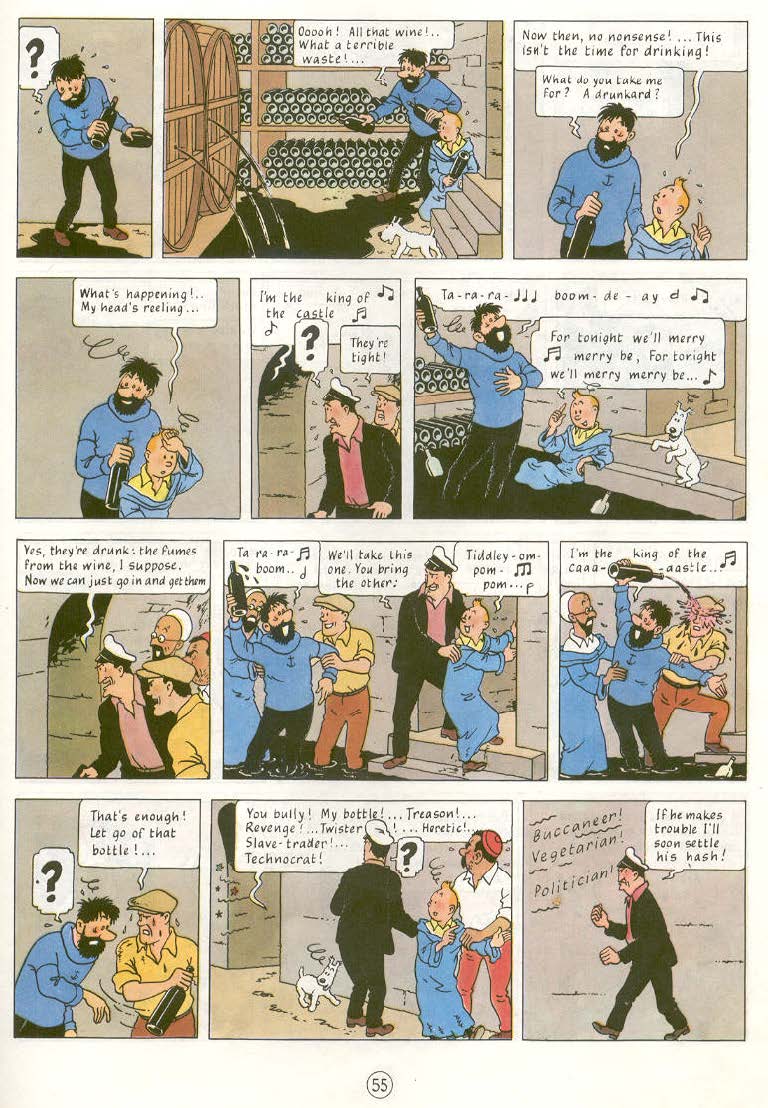 ?
Ooooh! All that wine!..
What a terrible
waste!...
Now then, no nonsense! ... This
isn't the time for drinking!
What do you take me
for? A drunkard?
What's happening!..
My head's reeling...
I'm the king of
the castle
?
They're
tight!
Ta-ra-ra- boom-de-ay
For tonight we'll merry
merry be, For tonight
we'll merry merry be...
Yes, they're drunk: the fumes
from the wine, I suppose.
Now we can just go in and get them
Ta ra-ra-
boom..
We'll take this
one. You bring
the other:
Tiddley-om-
pom-
pom...
I'm the king of the
caaa- -aastle...
?
That's enough!
Let go of that
bottle!...
You bully! My bottle!... Treason!...
Revenge!...Twister !... Heretic!..
Slave-trader!...
Technocrat!
?
Buccaneer!
Vegetarian!
Politician!
If he makes
trouble I'll
soon settle
his hash!
55